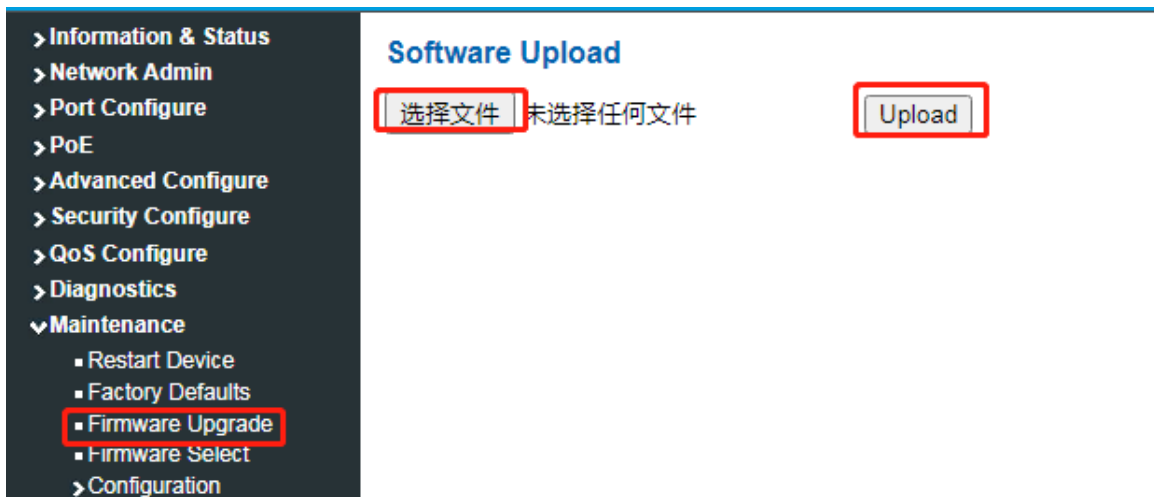 Information & Status
Network Admin
Port Configure
PoE
Advanced Configure
Security Configure
QoS Configure
Diagnostics
Maintenance
Restart Device
Factory Defaults
Firmware Upgrade
Firmware Select
Configuration
Software Upload
选择文件 未选择任何文件 Upload